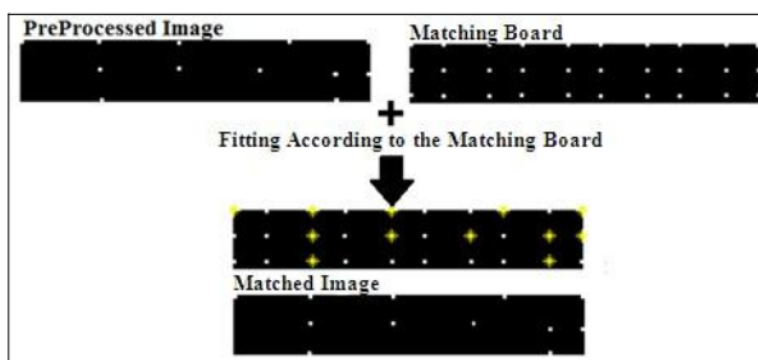 PreProcessed Image
Matching Board
+
Fitting According to the Matching Board
Matched Image